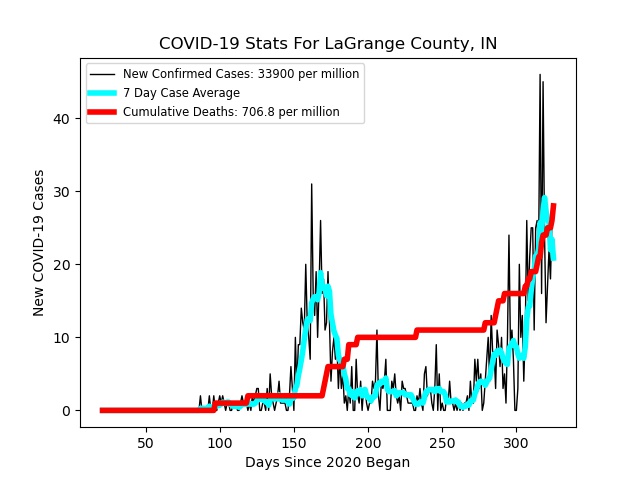 COVID-19 Stats For LaGrange County, IN
New Confirmed Cases: 33900 per million
7 Day Case Average
Cumulative Deaths: 706.8 per million
New COVID-19 Cases
40
30
20
10
0
50 100 150 200 250 300
Days Since 2020 Began